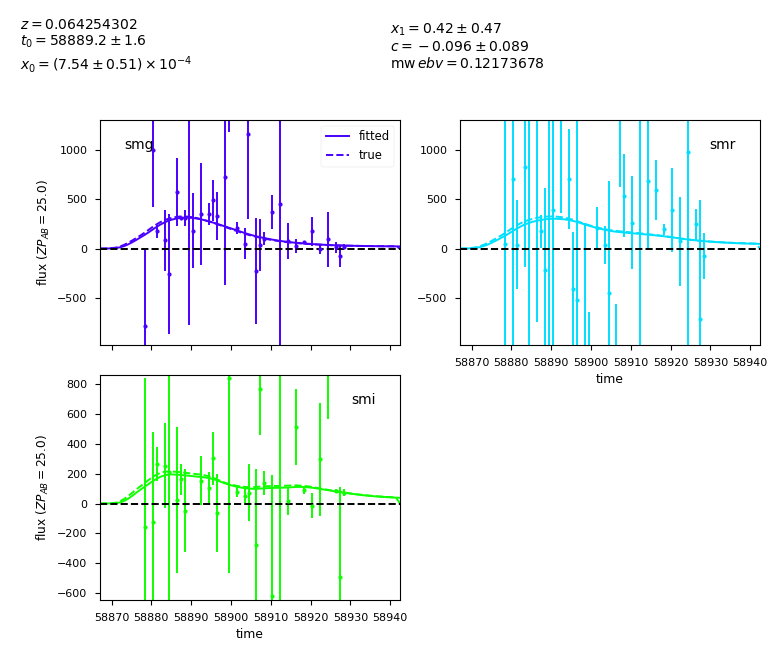 z = 0.064254302
t₀ = 58889.2 ± 1.6
x₀ = (7.54 ± 0.51) × 10⁻⁴
x₁ = 0.42 ± 0.47
c = −0.096 ± 0.089
mw ebv = 0.12173678
smg
fitted
true
1000
500
0
−500
flux (ZP_AB = 25.0)
smr
1000
500
0
−500
58870 58880 58890 58900 58910 58920 58930 58940
time
smi
800
600
400
200
0
−200
−400
−600
flux (ZP_AB = 25.0)
58870 58880 58890 58900 58910 58920 58930 58940
time